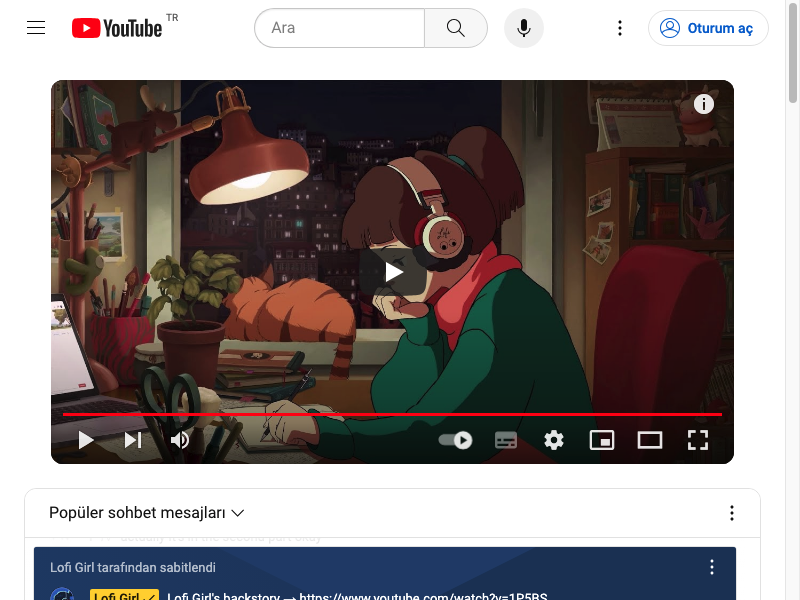 YouTube TR
Ara
Oturum aç
Popüler sohbet mesajları
Lofi Girl tarafından sabitlendi
Lofi Girl Lofi Girl's backstory → https://www.youtube.com/watch?v=1P5BS